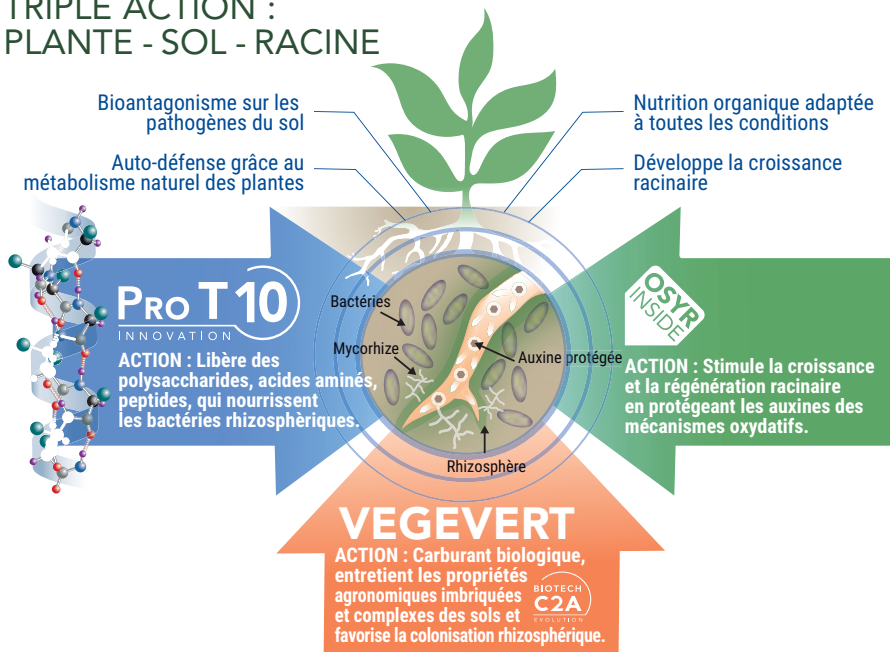 TRIPLE ACTION :
PLANTE - SOL - RACINE
Bioantagonisme sur les
pathogènes du sol
Auto-défense grâce au
métabolisme naturel des plantes
Nutrition organique adaptée
à toutes les conditions
Développe la croissance
racinaire
PRO T10
INNOVATION
ACTION : Libère des
polysaccharides, acides aminés,
peptides, qui nourrissent
les bactéries rhizosphèriques.
Bactéries
Mycorhize
Auxine protégée
Rhizosphère
OSYR
INSIDE
ACTION : Stimule la croissance
et la régénération racinaire
en protégeant les auxines des
mécanismes oxydatifs.
VEGEVERT
ACTION : Carburant biologique,
entretient les propriétés
agronomiques imbriquées
et complexes des sols et
favorise la colonisation rhizosphérique.
BIOTECH
C2A
EVOLUTION